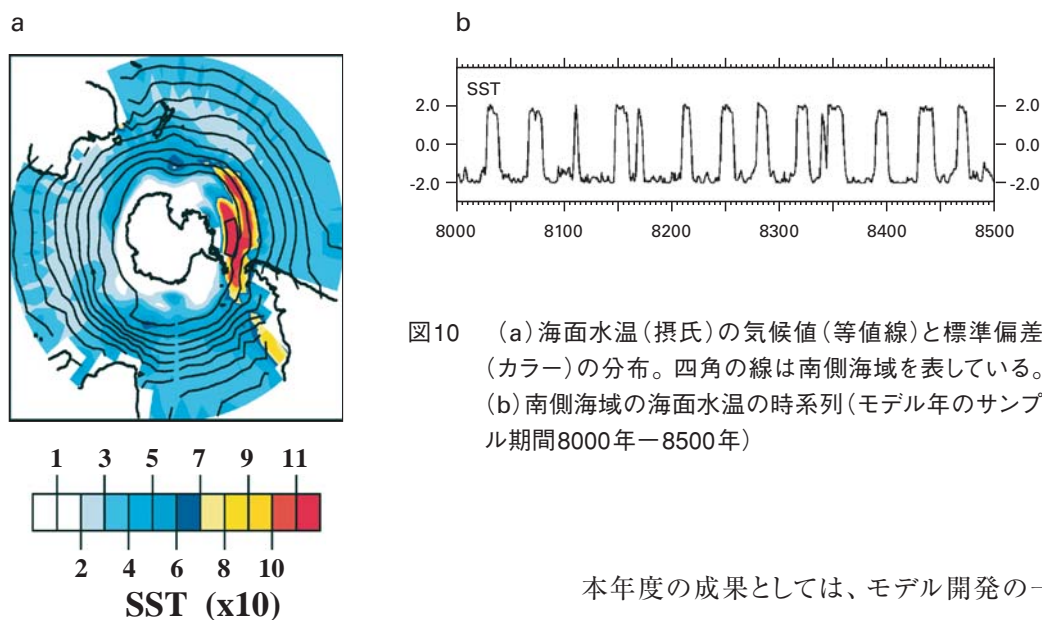 a
1 3 5 7 9 11
2 4 6 8 10
SST (x10)
b
SST
2.0 2.0
0.0 0.0
-2.0 -2.0
8000 8100 8200 8300 8400 8500
図10 (a)海面水温(摂氏)の気候値(等値線)と標準偏差
(カラー)の分布。四角の線は南側海域を表している。
(b)南側海域の海面水温の時系列(モデル年のサンプ
ル期間8000年－8500年)
本年度の成果としては、モデル開発の